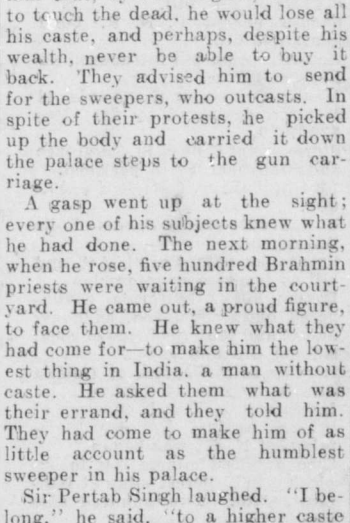 to touch the dead, he would lose all
his caste, and perhaps, despite his
wealth, never be able to buy it
back. They advised him to send
for the sweepers, who outcasts. In
spite of their protests, he picked
up the body and carried it down
the palace steps to the gun car-
riage.
A gasp went up at the sight;
every one of his subjects knew what
he had done. The next morning,
when he rose, five hundred Brahmin
priests were waiting in the court-
yard. He came out, a proud figure,
to face them. He knew what they
had come for—to make him the low-
est thing in India, a man without
caste. He asked them what was
their errand, and they told him.
They had come to make him of as
little account as the humblest
sweeper in his palace.
Sir Pertab Singh laughed. "I be-
long," he said, "to a higher caste